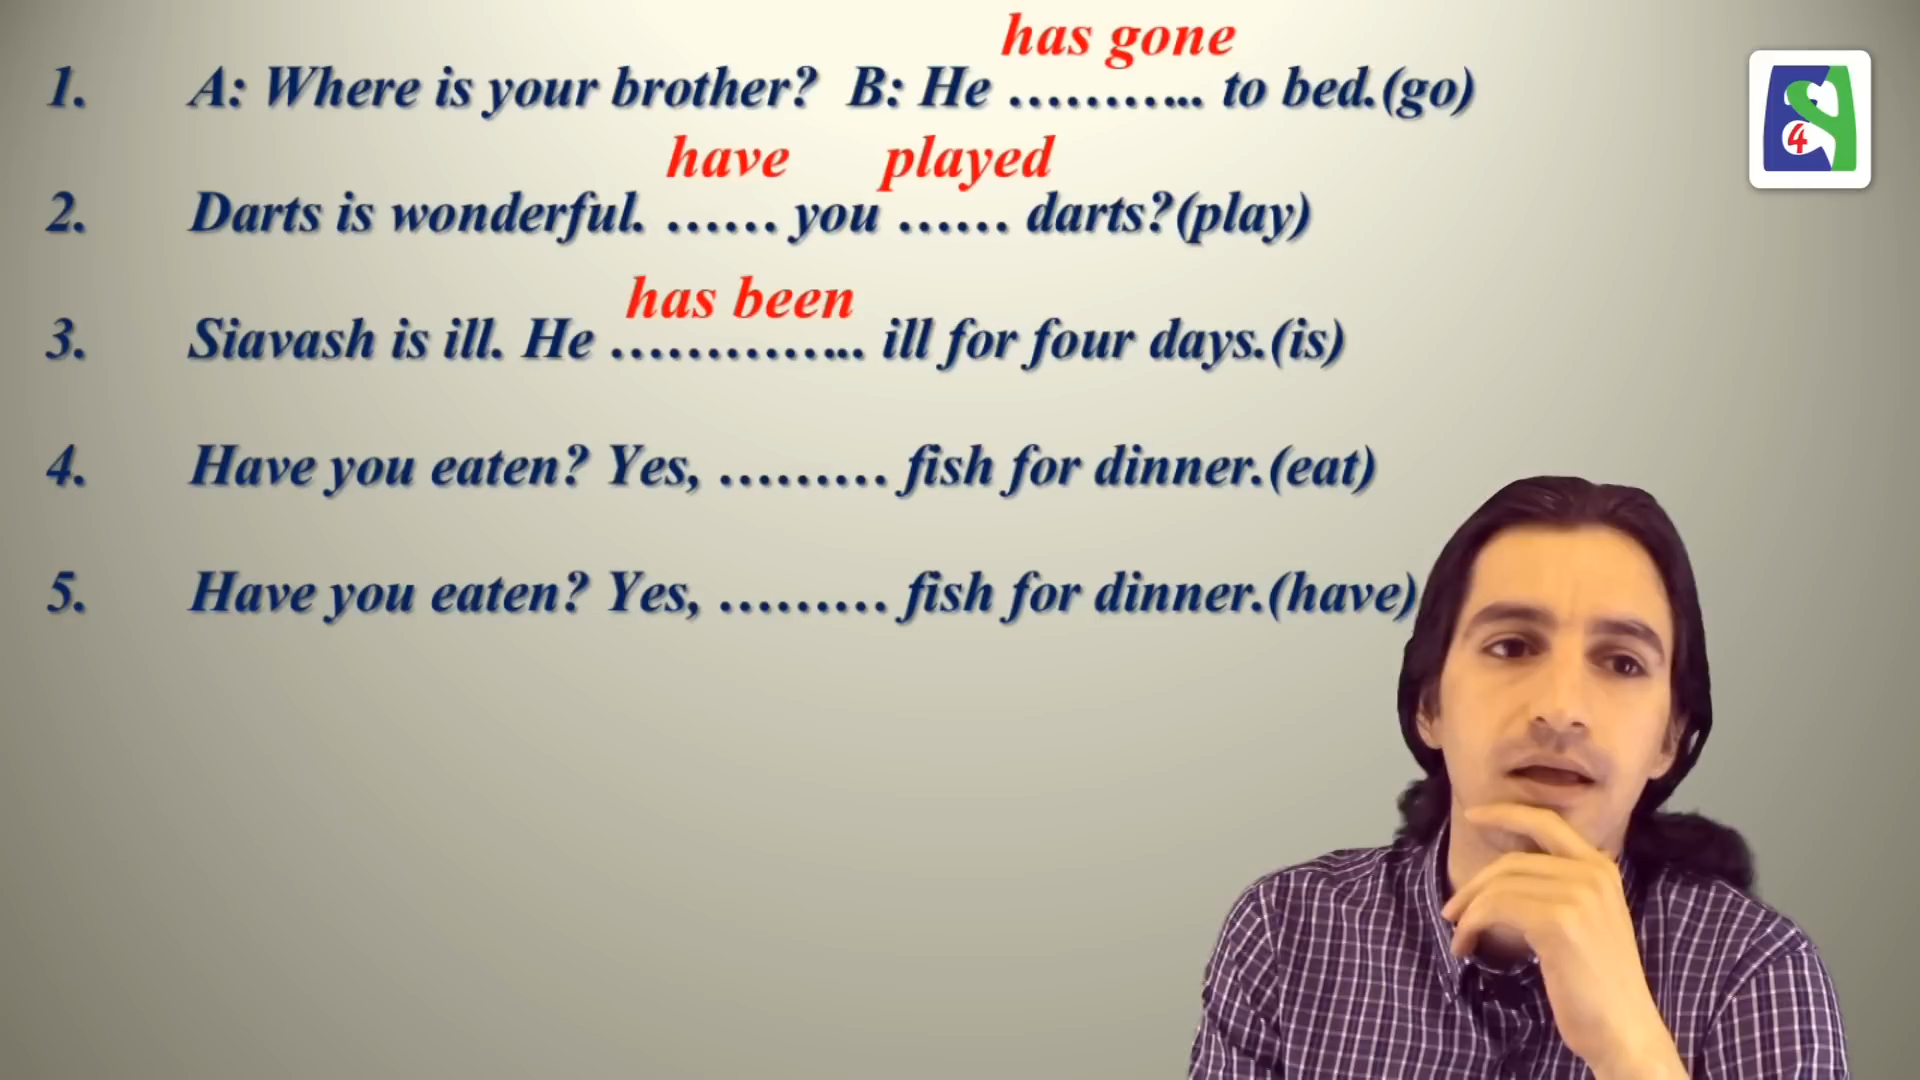 has gone
1. A: Where is your brother? B: He ……….. to bed.(go)
have played
2. Darts is wonderful. …… you …… darts?(play)
has been
3. Siavash is ill. He ………….. ill for four days.(is)
4. Have you eaten? Yes, ……… fish for dinner.(eat)
5. Have you eaten? Yes, ……… fish for dinner.(have)
4